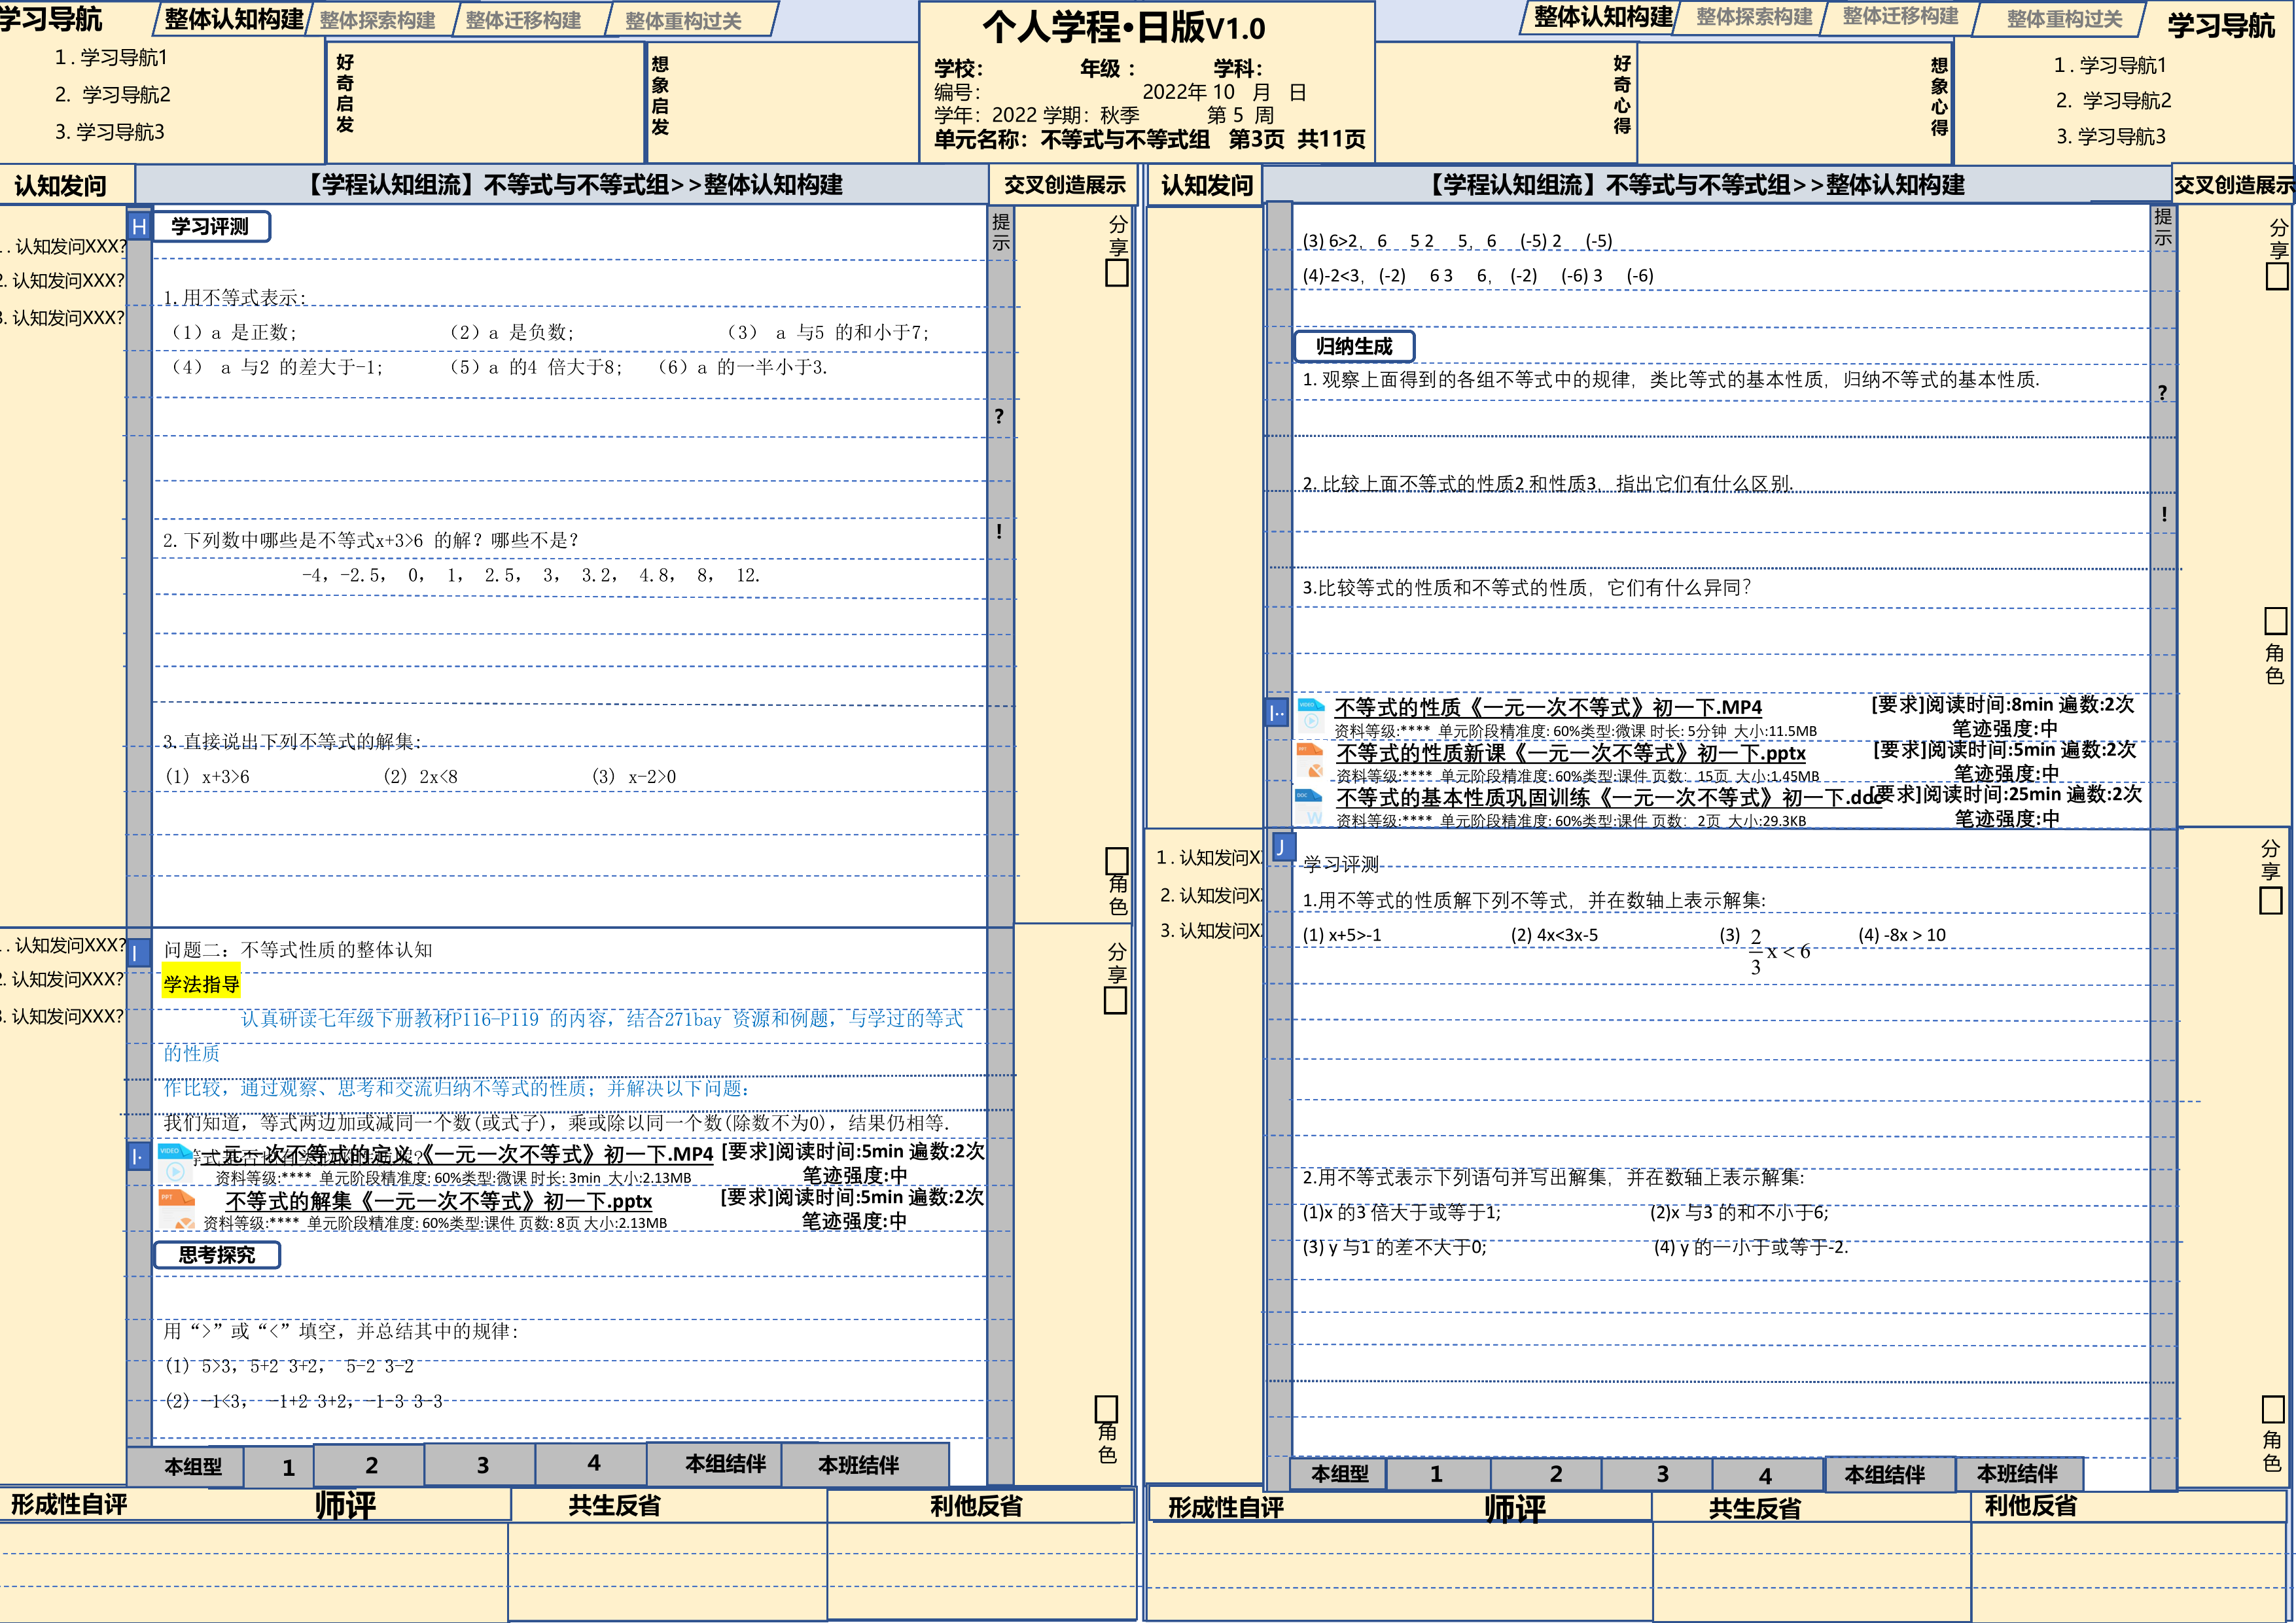 学习导航
整体认知构建 整体探索构建 整体迁移构建 整体重构过关
1 . 学习导航1
2. 学习导航2
3. 学习导航3
好奇启发
想象启发
个人学程•日版V1.0
学校： 年级 ： 学科：
编号： 2022年 10 月 日
学年：2022 学期：秋季 第 5 周
单元名称：不等式与不等式组 第3页 共11页
整体认知构建 整体探索构建 整体迁移构建 整体重构过关
学习导航
好奇心得
想象心得
1 . 学习导航1
2. 学习导航2
3. 学习导航3
认知发问
【学程认知组流】不等式与不等式组>>整体认知构建
交叉创造展示
. 认知发问XXX?
2. 认知发问XXX?
3. 认知发问XXX?
H
学习评测
提示
分享
1. 用不等式表示:
（1）a 是正数; （2）a 是负数; （3） a 与5 的和小于7;
（4） a 与2 的差大于-1; （5）a 的4 倍大于8; （6）a 的一半小于3.
?
!
2. 下列数中哪些是不等式x+3>6 的解? 哪些不是?
-4, -2.5, 0, 1, 2.5, 3, 3.2, 4.8, 8, 12.
3. 直接说出下列不等式的解集:
(1) x+3>6 (2) 2x<8 (3) x-2>0
角色
. 认知发问XXX?
2. 认知发问XXX?
3. 认知发问XXX?
I
问题二：不等式性质的整体认知
分享
学法指导
认真研读七年级下册教材P116-P119 的内容，结合271bay 资源和例题，与学过的等式
的性质
作比较，通过观察、思考和交流归纳不等式的性质；并解决以下问题:
我们知道，等式两边加或减同一个数(或式子)，乘或除以同一个数(除数不为0)，结果仍相等.
I·
一元一次不等式的定义《一元一次不等式》初一下.MP4 [要求]阅读时间:5min 遍数:2次
资料等级:**** 单元阶段精准度: 60%类型:微课 时长: 3min 大小:2.13MB 笔迹强度:中
不等式的解集《一元一次不等式》初一下.pptx [要求]阅读时间:5min 遍数:2次
资料等级:**** 单元阶段精准度: 60%类型:课件 页数: 8页 大小:2.13MB 笔迹强度:中
思考探究
用“>”或“<”填空，并总结其中的规律:
(1) 5>3, 5+2 3+2, 5-2 3-2
(2) -1<3, -1+2 3+2, -1-3 3-3
角色
本组型 1 2 3 4 本组结伴 本班结伴
形成性自评 师评 共生反省 利他反省
认知发问
【学程认知组流】不等式与不等式组>>整体认知构建
交叉创造展示
提示
分享
(3) 6>2, 6 5 2 5, 6 (-5) 2 (-5)
(4)-2<3, (-2) 6 3 6, (-2) (-6) 3 (-6)
归纳生成
1. 观察上面得到的各组不等式中的规律，类比等式的基本性质，归纳不等式的基本性质.
?
2. 比较上面不等式的性质2 和性质3，指出它们有什么区别.
!
3.比较等式的性质和不等式的性质，它们有什么异同?
角色
I··
不等式的性质《一元一次不等式》初一下.MP4 [要求]阅读时间:8min 遍数:2次
资料等级:**** 单元阶段精准度: 60%类型:微课 时长: 5分钟 大小:11.5MB 笔迹强度:中
不等式的性质新课《一元一次不等式》初一下.pptx [要求]阅读时间:5min 遍数:2次
资料等级:**** 单元阶段精准度: 60%类型:课件 页数：15页 大小:1.45MB 笔迹强度:中
不等式的基本性质巩固训练《一元一次不等式》初一下.doc [要求]阅读时间:25min 遍数:2次
资料等级:**** 单元阶段精准度: 60%类型:课件 页数：2页 大小:29.3KB 笔迹强度:中
1 . 认知发问X
2. 认知发问X
3. 认知发问X
J
学习评测
分享
1.用不等式的性质解下列不等式，并在数轴上表示解集:
(1) x+5>-1 (2) 4x<3x-5 (3) 2/3 x < 6 (4) -8x > 10
2.用不等式表示下列语句并写出解集，并在数轴上表示解集:
(1)x 的3 倍大于或等于1; (2)x 与3 的和不小于6;
(3) y 与1 的差不大于0; (4) y 的一小于或等于-2.
角色
本组型 1 2 3 4 本组结伴 本班结伴
形成性自评 师评 共生反省 利他反省